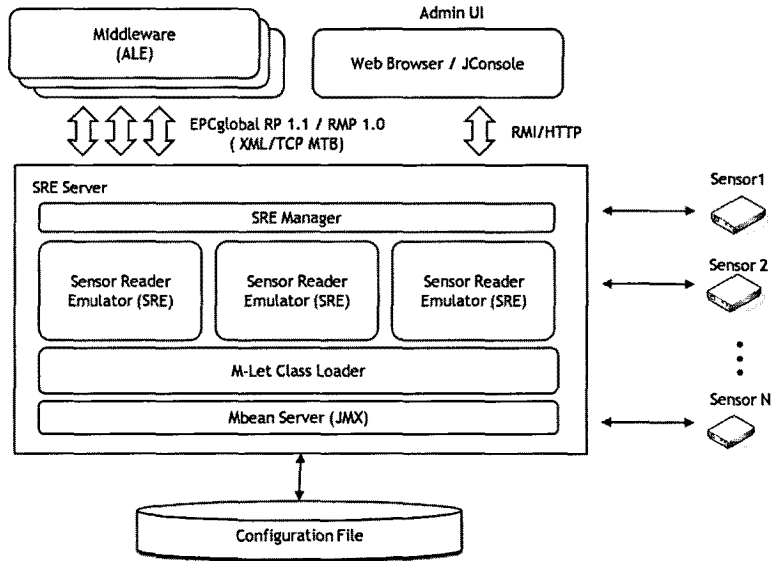 Admin UI
Middleware
(ALE)
Web Browser / JConsole
EPCglobal RP 1.1 / RMP 1.0
( XML/TCP MTB)
RMI/HTTP
SRE Server
SRE Manager
Sensor Reader
Emulator (SRE)
Sensor Reader
Emulator (SRE)
Sensor Reader
Emulator (SRE)
M-Let Class Loader
Mbean Server (JMX)
Configuration File
Sensor1
Sensor 2
Sensor N